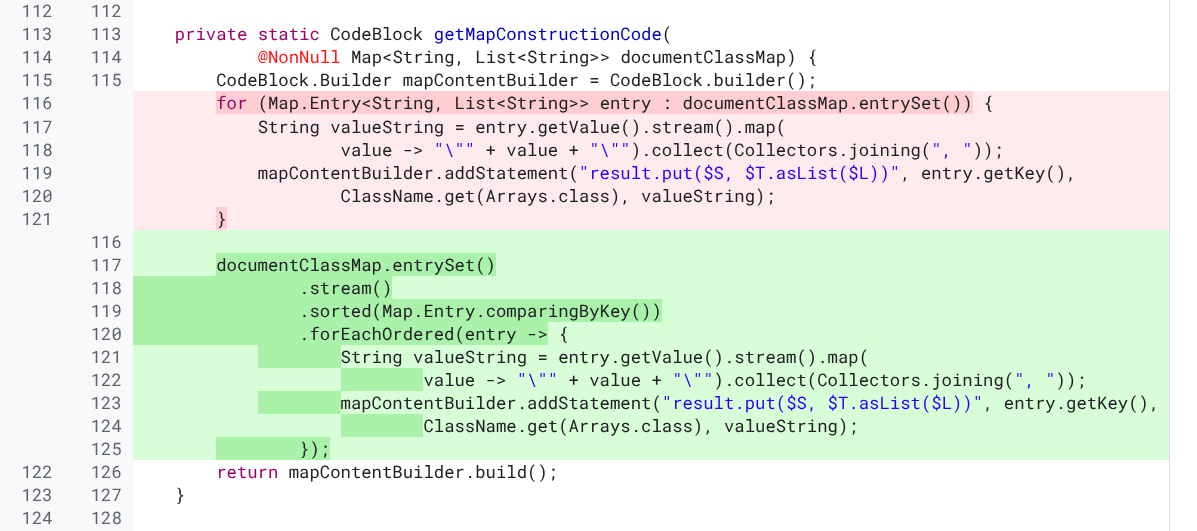 112 112
113 113 private static CodeBlock getMapConstructionCode(
114 114 @NonNull Map<String, List<String>> documentClassMap) {
115 115 CodeBlock.Builder mapContentBuilder = CodeBlock.builder();
116 for (Map.Entry<String, List<String>> entry : documentClassMap.entrySet()) {
117 String valueString = entry.getValue().stream().map(
118 value -> "\"" + value + "\"").collect(Collectors.joining(", "));
119 mapContentBuilder.addStatement("result.put($S, $T.asList($L))", entry.getKey(),
120 ClassName.get(Arrays.class), valueString);
121 }
116
117 documentClassMap.entrySet()
118 .stream()
119 .sorted(Map.Entry.comparingByKey())
120 .forEachOrdered(entry -> {
121 String valueString = entry.getValue().stream().map(
122 value -> "\"" + value + "\"").collect(Collectors.joining(", "));
123 mapContentBuilder.addStatement("result.put($S, $T.asList($L))", entry.getKey(),
124 ClassName.get(Arrays.class), valueString);
125 });
122 126 return mapContentBuilder.build();
123 127 }
124 128